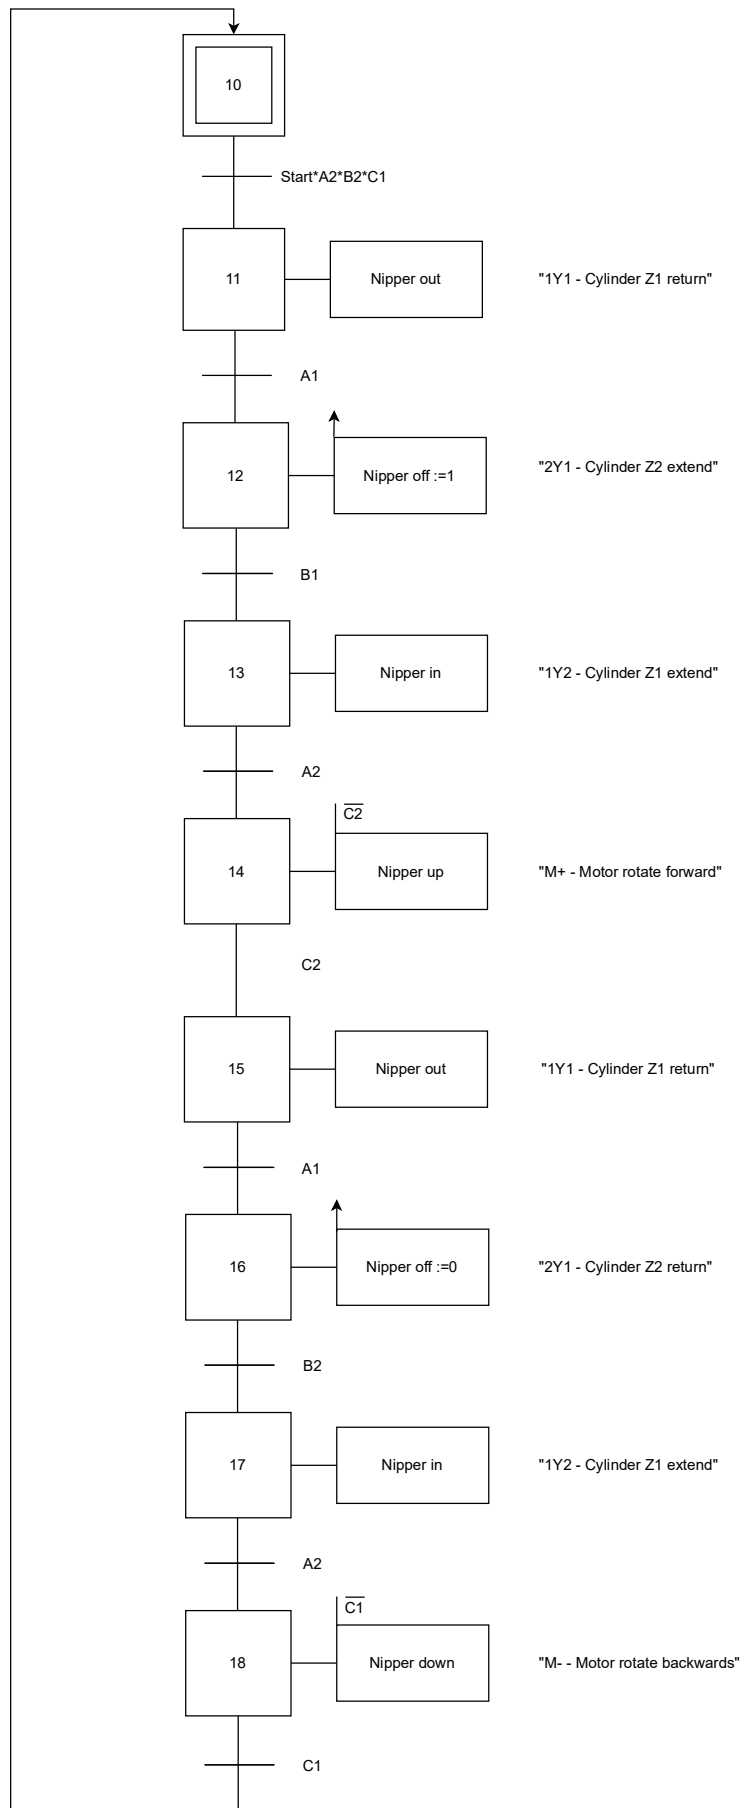 10
Start*A2*B2*C1
11
Nipper out
"1Y1 - Cylinder Z1 return"
A1
12
Nipper off :=1
"2Y1 - Cylinder Z2 extend"
B1
13
Nipper in
"1Y2 - Cylinder Z1 extend"
A2
C̅2̅
14
Nipper up
"M+ - Motor rotate forward"
C2
15
Nipper out
"1Y1 - Cylinder Z1 return"
A1
16
Nipper off :=0
"2Y1 - Cylinder Z2 return"
B2
17
Nipper in
"1Y2 - Cylinder Z1 extend"
A2
C̅1̅
18
Nipper down
"M- - Motor rotate backwards"
C1